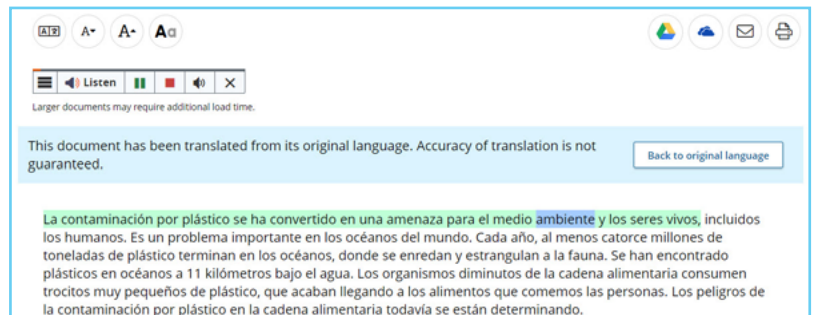 A A A Aa
Listen
Larger documents may require additional load time.
This document has been translated from its original language. Accuracy of translation is not
guaranteed.
Back to original language
La contaminación por plástico se ha convertido en una amenaza para el medio ambiente y los seres vivos, incluidos
los humanos. Es un problema importante en los océanos del mundo. Cada año, al menos catorce millones de
toneladas de plástico terminan en los océanos, donde se enredan y estrangulan a la fauna. Se han encontrado
plásticos en océanos a 11 kilómetros bajo el agua. Los organismos diminutos de la cadena alimentaria consumen
trocitos muy pequeños de plástico, que acaban llegando a los alimentos que comemos las personas. Los peligros de
la contaminación por plástico en la cadena alimentaria todavía se están determinando.